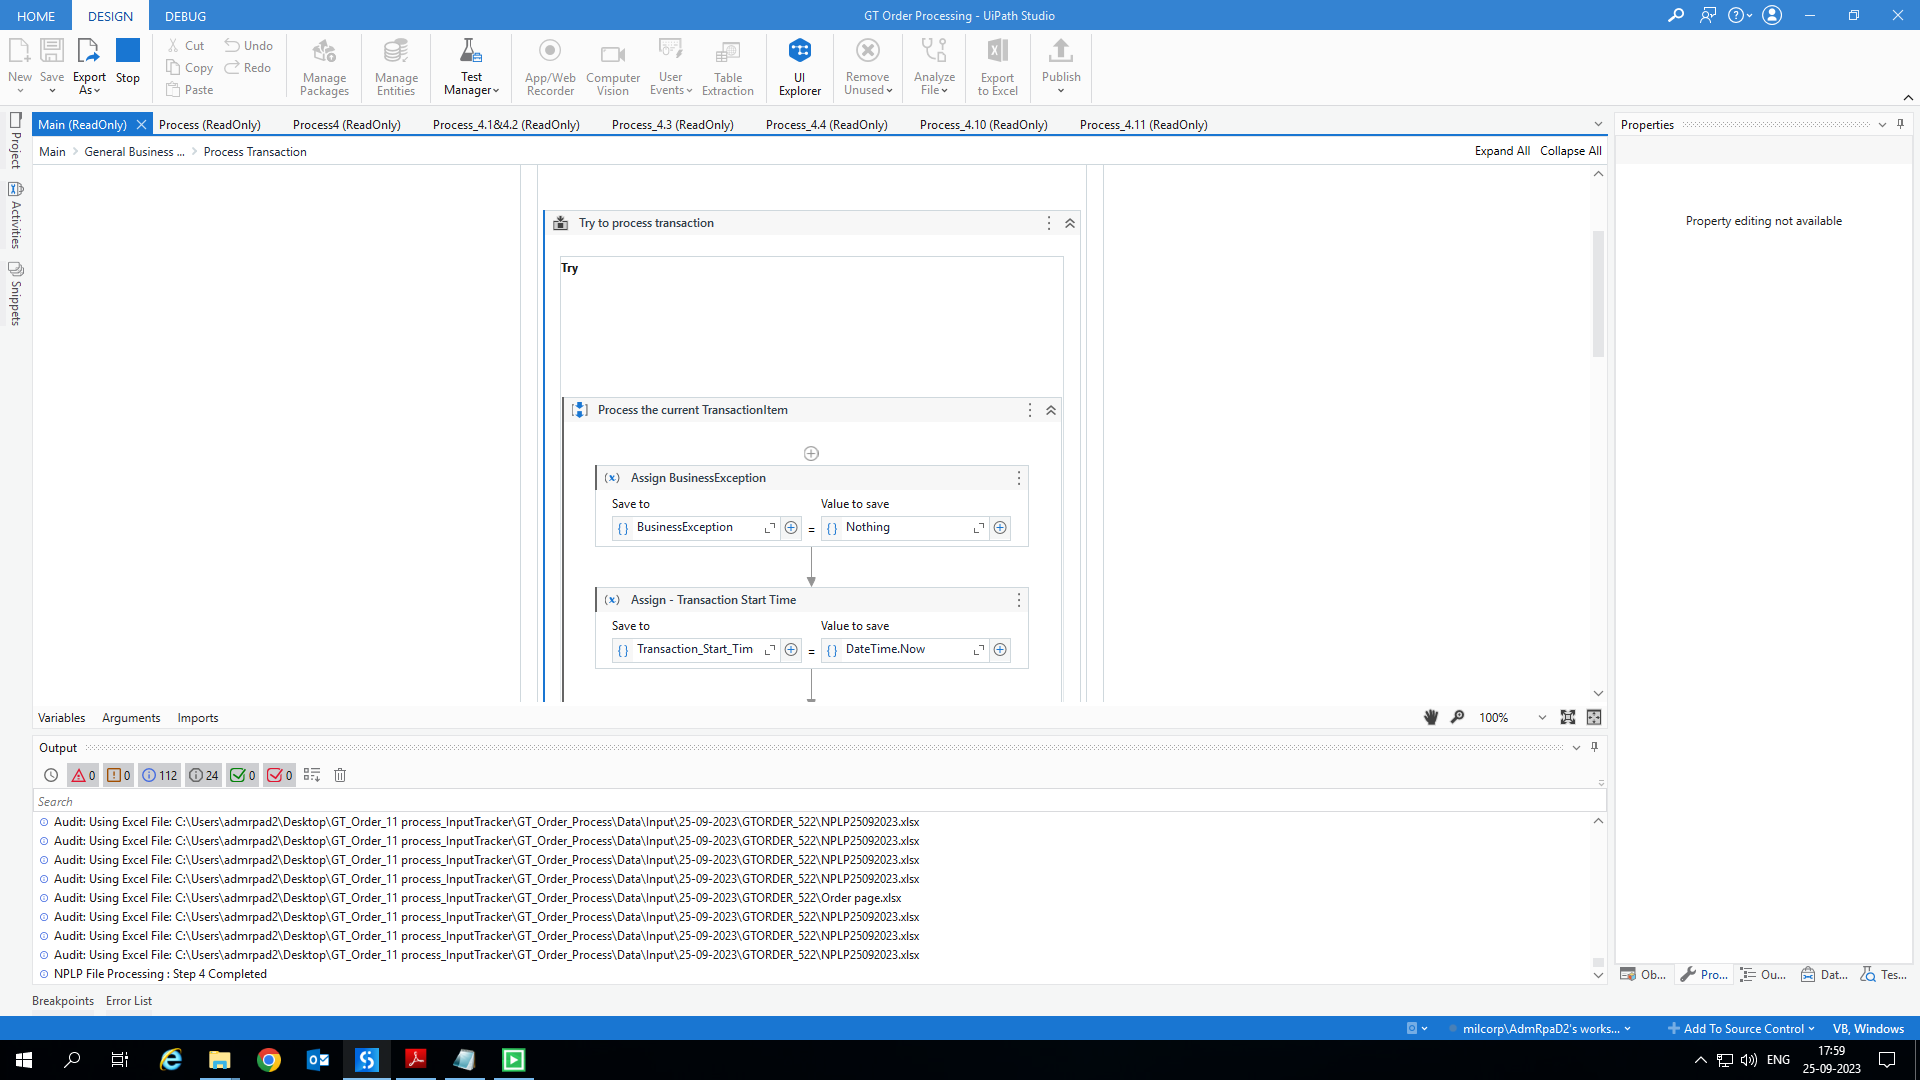 HOME DESIGN DEBUG GT Order Processing - UiPath Studio
New Save Export As Stop Cut Copy Paste Undo Redo Manage Packages Manage Entities Test Manager App/Web Recorder Computer Vision User Events Table Extraction UI Explorer Remove Unused Analyze File Export to Excel Publish
Main (ReadOnly) Process (ReadOnly) Process4 (ReadOnly) Process_4.1&4.2 (ReadOnly) Process_4.3 (ReadOnly) Process_4.4 (ReadOnly) Process_4.10 (ReadOnly) Process_4.11 (ReadOnly) Properties
Main General Business ... Process Transaction Expand All Collapse All
Project
Activities
Snippets
Property editing not available
Try to process transaction
Try
Process the current TransactionItem
(x) Assign BusinessException
Save to Value to save
{} BusinessException = {} Nothing
(x) Assign - Transaction Start Time
Save to Value to save
{} Transaction_Start_Tim = {} DateTime.Now
Variables Arguments Imports 100%
Output
0 0 112 24 0 0
Search
Audit: Using Excel File: C:\Users\admrpad2\Desktop\GT_Order_11 process_InputTracker\GT_Order_Process\Data\Input\25-09-2023\GTORDER_522\NPLP25092023.xlsx
Audit: Using Excel File: C:\Users\admrpad2\Desktop\GT_Order_11 process_InputTracker\GT_Order_Process\Data\Input\25-09-2023\GTORDER_522\NPLP25092023.xlsx
Audit: Using Excel File: C:\Users\admrpad2\Desktop\GT_Order_11 process_InputTracker\GT_Order_Process\Data\Input\25-09-2023\GTORDER_522\NPLP25092023.xlsx
Audit: Using Excel File: C:\Users\admrpad2\Desktop\GT_Order_11 process_InputTracker\GT_Order_Process\Data\Input\25-09-2023\GTORDER_522\NPLP25092023.xlsx
Audit: Using Excel File: C:\Users\admrpad2\Desktop\GT_Order_11 process_InputTracker\GT_Order_Process\Data\Input\25-09-2023\GTORDER_522\Order page.xlsx
Audit: Using Excel File: C:\Users\admrpad2\Desktop\GT_Order_11 process_InputTracker\GT_Order_Process\Data\Input\25-09-2023\GTORDER_522\NPLP25092023.xlsx
Audit: Using Excel File: C:\Users\admrpad2\Desktop\GT_Order_11 process_InputTracker\GT_Order_Process\Data\Input\25-09-2023\GTORDER_522\NPLP25092023.xlsx
Audit: Using Excel File: C:\Users\admrpad2\Desktop\GT_Order_11 process_InputTracker\GT_Order_Process\Data\Input\25-09-2023\GTORDER_522\NPLP25092023.xlsx
NPLP File Processing : Step 4 Completed
Ob... Pro... Ou... Dat... Tes...
Breakpoints Error List
milcorp\AdmRpaD2's works... Add To Source Control VB, Windows
ENG 17:59
25-09-2023